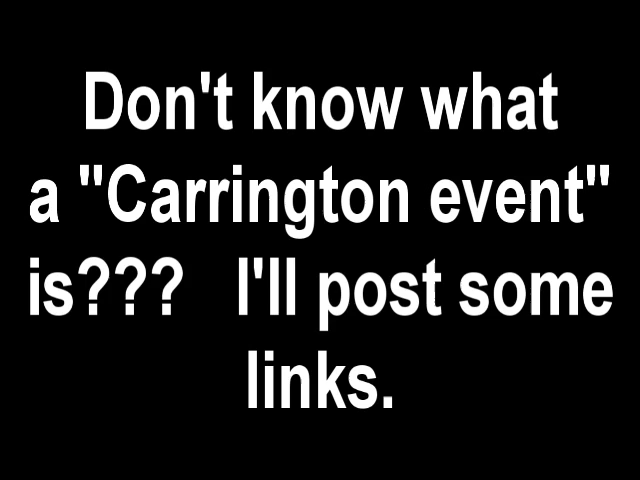 Don't know what
a "Carrington event"
is??? I'll post some
links.